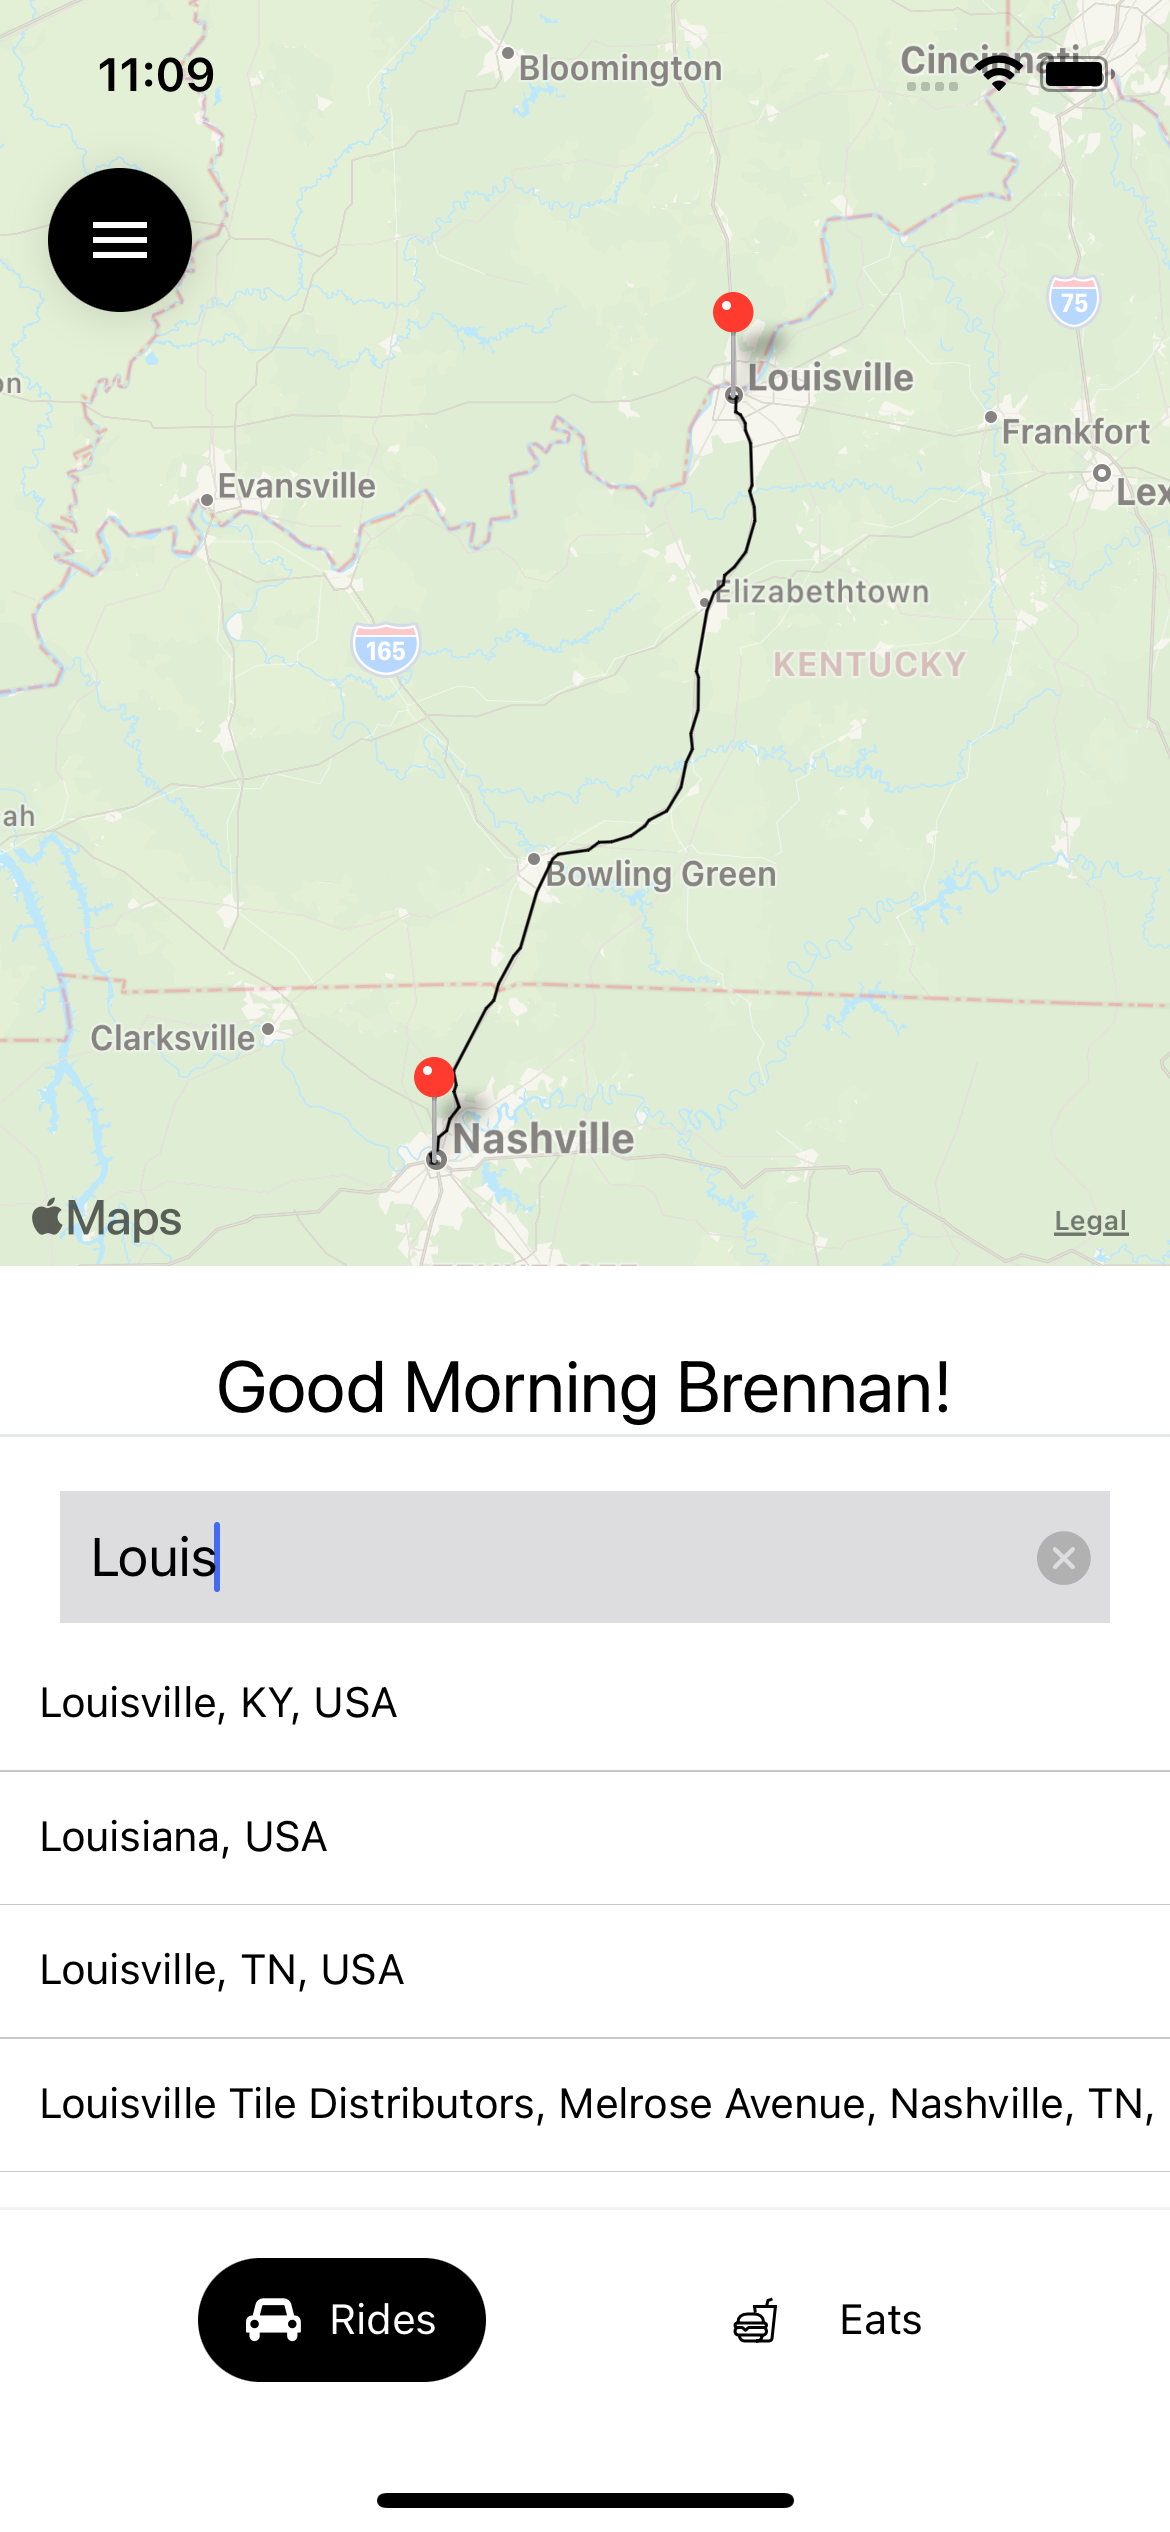 11:09
Bloomington
Cincinnati
75
Louisville
on
Frankfort
Evansville
Lex
Elizabethtown
165
KENTUCKY
ah
Bowling Green
Clarksville
Nashville
Maps
Legal
TENNESSEE
Good Morning Brennan!
Louis
Louisville, KY, USA
Louisiana, USA
Louisville, TN, USA
Louisville Tile Distributors, Melrose Avenue, Nashville, TN,
Rides
Eats